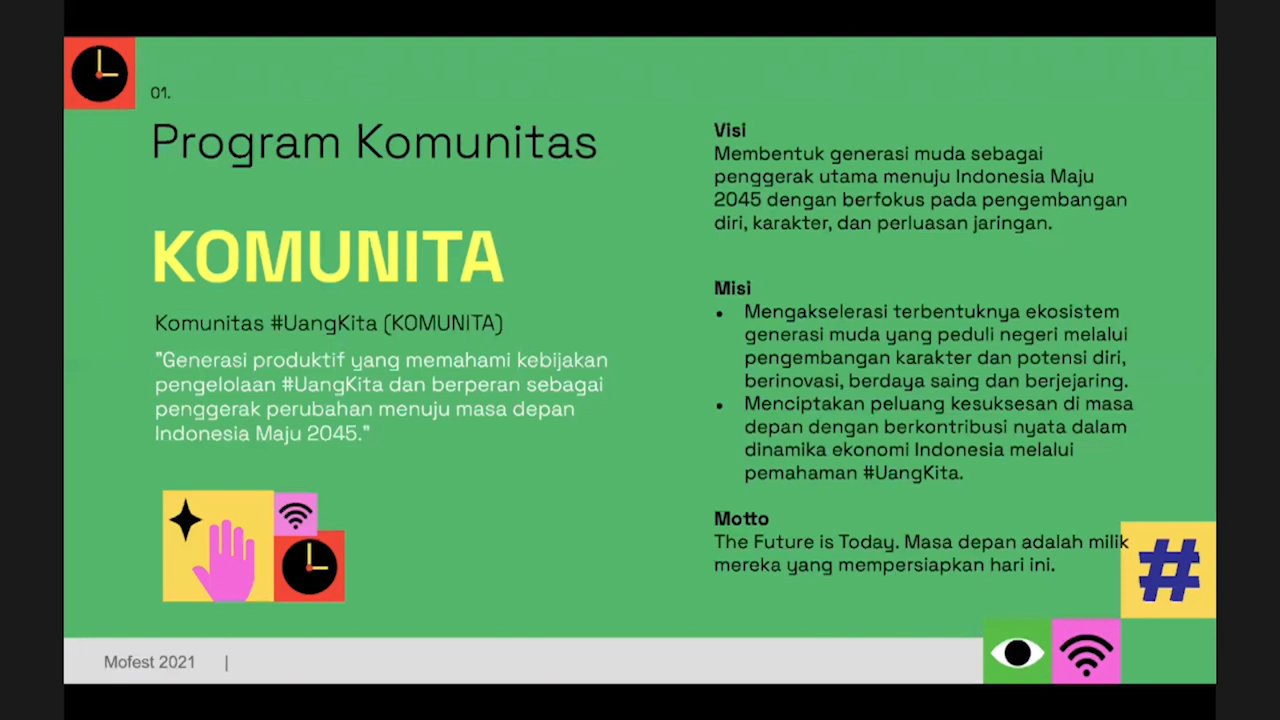 01.
Program Komunitas
KOMUNITA
Komunitas #UangKita (KOMUNITA)
"Generasi produktif yang memahami kebijakan
pengelolaan #UangKita dan berperan sebagai
penggerak perubahan menuju masa depan
Indonesia Maju 2045."
Visi
Membentuk generasi muda sebagai
penggerak utama menuju Indonesia Maju
2045 dengan berfokus pada pengembangan
diri, karakter, dan perluasan jaringan.
Misi
• Mengakselerasi terbentuknya ekosistem
generasi muda yang peduli negeri melalui
pengembangan karakter dan potensi diri,
berinovasi, berdaya saing dan berjejaring.
• Menciptakan peluang kesuksesan di masa
depan dengan berkontribusi nyata dalam
dinamika ekonomi Indonesia melalui
pemahaman #UangKita.
Motto
The Future is Today. Masa depan adalah milik
mereka yang mempersiapkan hari ini.
#
Mofest 2021 |